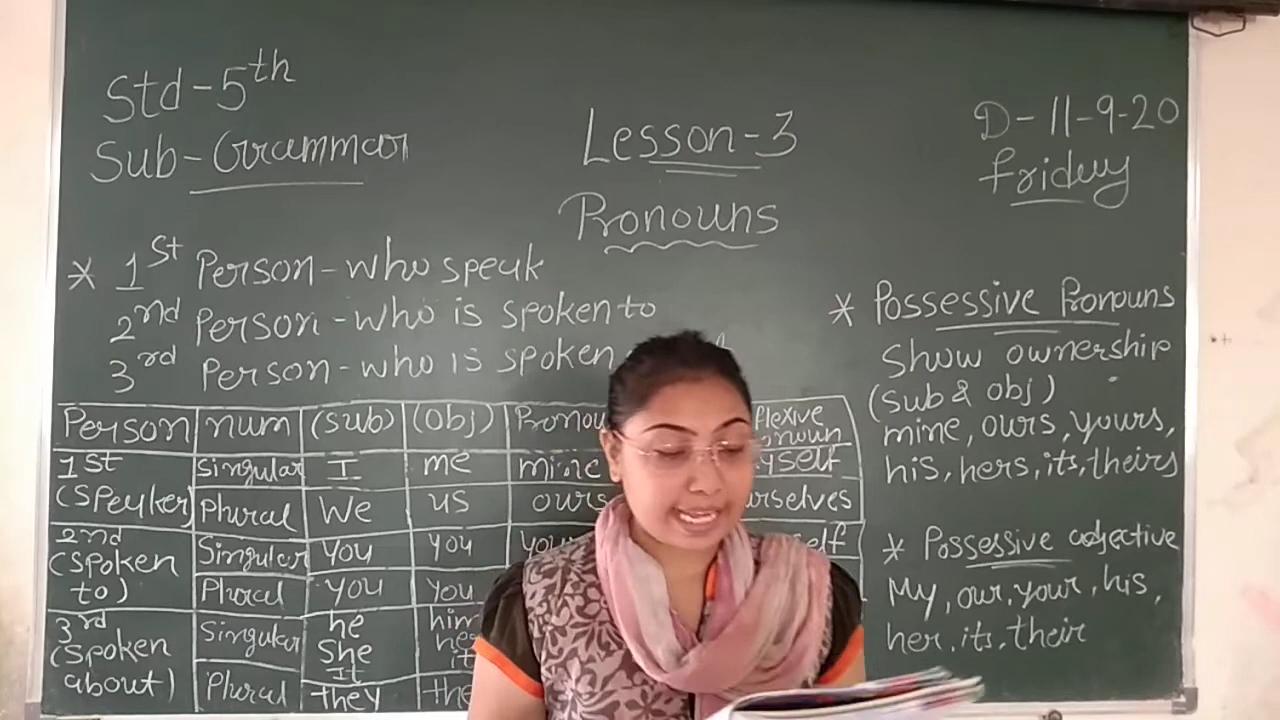 Std-5th
Sub-Grammar
Lesson-3
Pronouns
D-11-9-20
Friday
* 1st Person-who speak
2nd Person-who is spoken to
3rd Person-who is spoken
Person num (sub) (obj)
1st (Speaker) Singular I me mine
Plural We us ours
2nd (spoken to) Singular you you
Plural you you
3rd (spoken about) Singular he She It him
Plural they
* Possessive Pronouns
Show ownership
(sub & obj)
mine, ours, yours,
his, hers, its, theirs
* Possessive adjective
My, our, your, his,
her, its, their